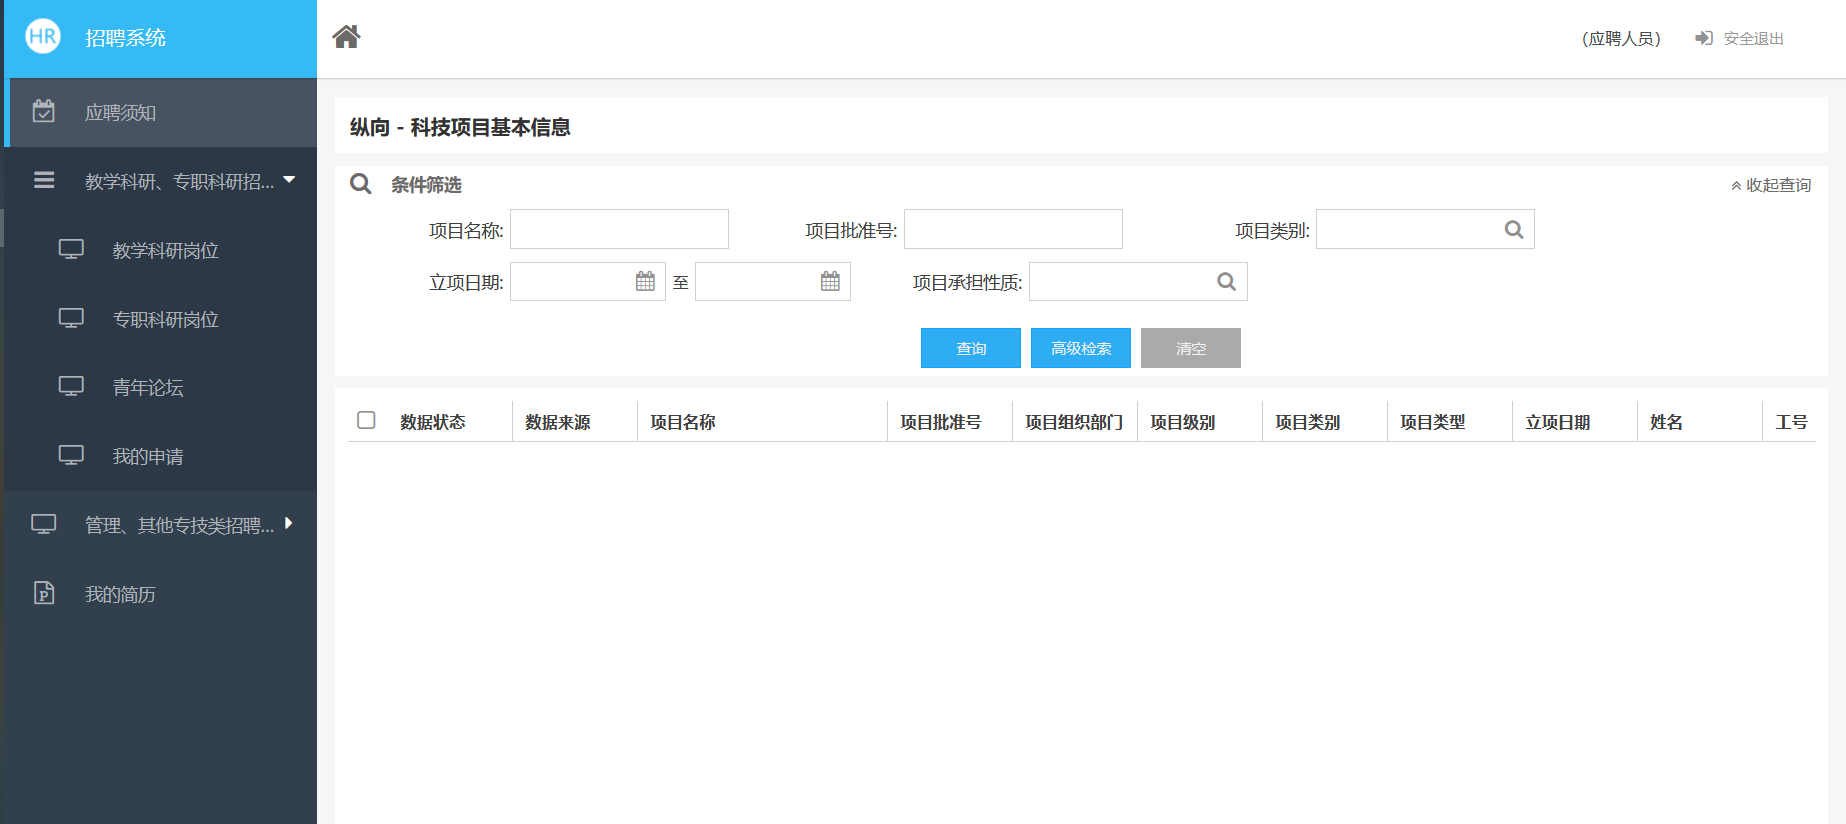 HR 招聘系统
(应聘人员) 安全退出
应聘须知
教学科研、专职科研招...
教学科研岗位
专职科研岗位
青年论坛
我的申请
管理、其他专技类招聘...
我的简历
纵向 - 科技项目基本信息
条件筛选 收起查询
项目名称: 项目批准号: 项目类别:
立项日期: 至 项目承担性质:
查询 高级检索 清空
数据状态 数据来源 项目名称 项目批准号 项目组织部门 项目级别 项目类别 项目类型 立项日期 姓名 工号